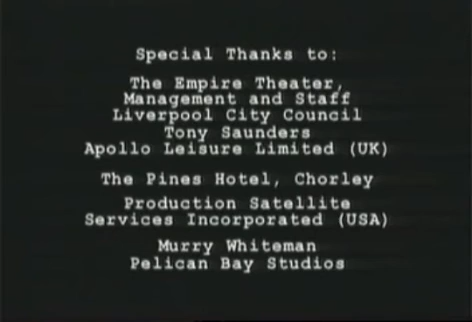 Special Thanks to:
The Empire Theater,
Management and Staff
Liverpool City Council
Tony Saunders
Apollo Leisure Limited (UK)
The Pines Hotel, Chorley
Production Satellite
Services Incorporated (USA)
Murry Whiteman
Pelican Bay Studios